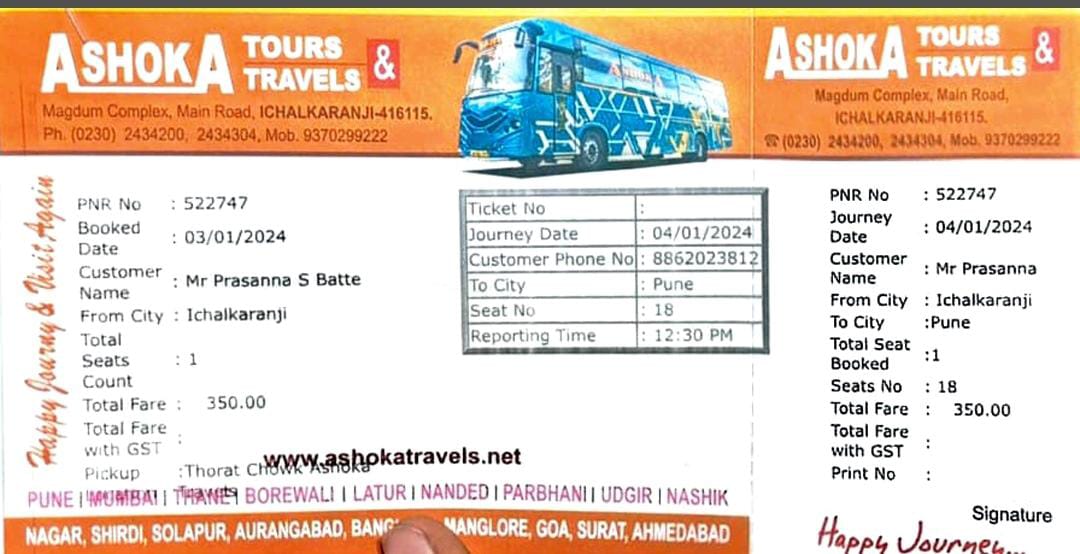 ASHOKA TOURS & TRAVELS
Magdum Complex, Main Road, ICHALKARANJI-416115.
Ph. (0230) 2434200, 2434304, Mob. 9370299222
Happy Journy & Visit Again
PNR No : 522747
Booked Date : 03/01/2024
Customer Name : Mr Prasanna S Batte
From City : Ichalkaranji
Total Seats Count : 1
Total Fare : 350.00
Total Fare with GST :
Pickup :Thorat Chowk Ashoka
Travels
www.ashokatravels.net
Ticket No :
Journey Date : 04/01/2024
Customer Phone No : 8862023812
To City : Pune
Seat No : 18
Reporting Time : 12:30 PM
PUNE | MUMBAI | THANE | BOREWALI | LATUR | NANDED | PARBHANI | UDGIR | NASHIK
NAGAR, SHIRDI, SOLAPUR, AURANGABAD, BANG MANGLORE, GOA, SURAT, AHMEDABAD
ASHOKA TOURS & TRAVELS
Magdum Complex, Main Road,
ICHALKARANJI-416115.
☎ (0230) 2434200, 2434304, Mob. 9370299222
PNR No : 522747
Journey Date : 04/01/2024
Customer Name : Mr Prasanna
From City : Ichalkaranji
To City :Pune
Total Seat Booked :1
Seats No : 18
Total Fare : 350.00
Total Fare with GST :
Print No :
Signature
Happy Journey...